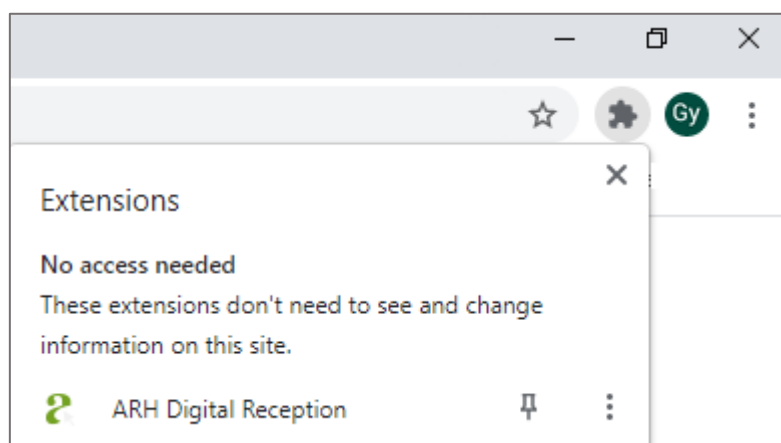 Gy
Extensions
No access needed
These extensions don't need to see and change
information on this site.
ARH Digital Reception